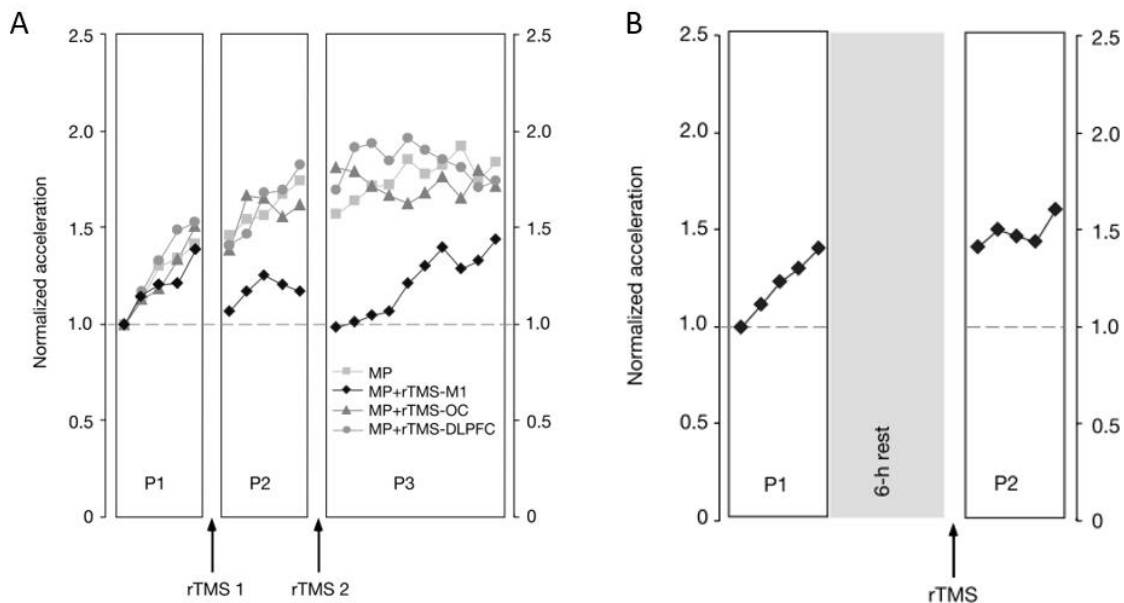 A
Normalized acceleration
2.5
2.0
1.5
1.0
0.5
0
P1
P2
P3
MP
MP+rTMS-M1
MP+rTMS-OC
MP+rTMS-DLPFC
2.5
2.0
1.5
1.0
0.5
0
rTMS 1
rTMS 2
B
Normalized acceleration
2.5
2.0
1.5
1.0
0.5
0
P1
6-h rest
P2
2.5
2.0
1.5
1.0
0.5
0
rTMS